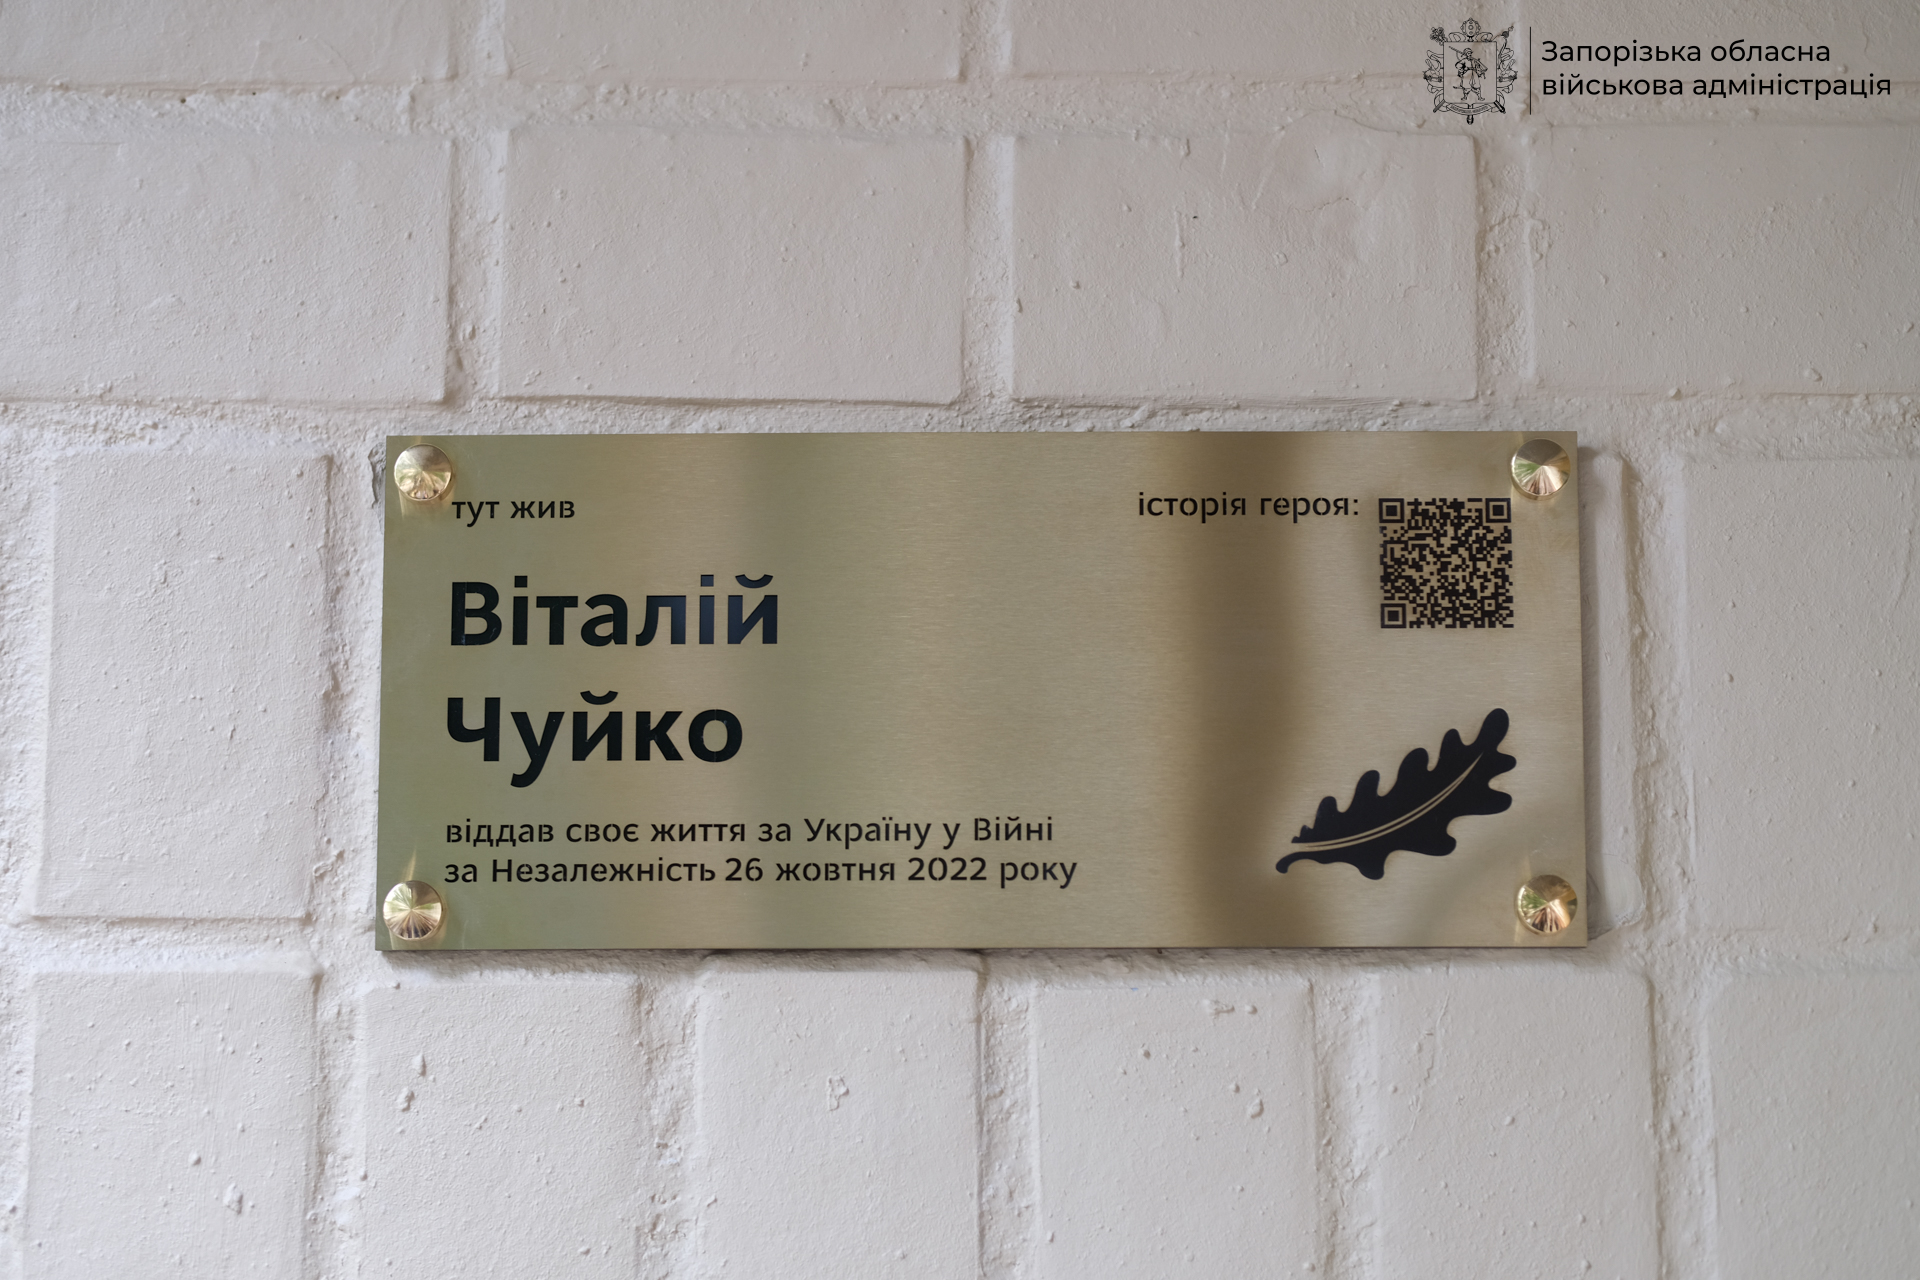 Запорізька обласна
військова адміністрація
тут жив
історія героя:
Віталій
Чуйко
віддав своє життя за Україну у Війні
за Незалежність 26 жовтня 2022 року